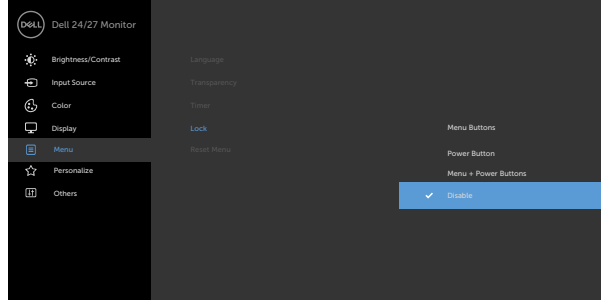 DELL
Dell 24/27 Monitor
Brightness/Contrast
Input Source
Color
Display
Menu
Personalize
Others
Language
Transparency
Timer
Lock
Reset Menu
Menu Buttons
Power Button
Menu + Power Buttons
Disable